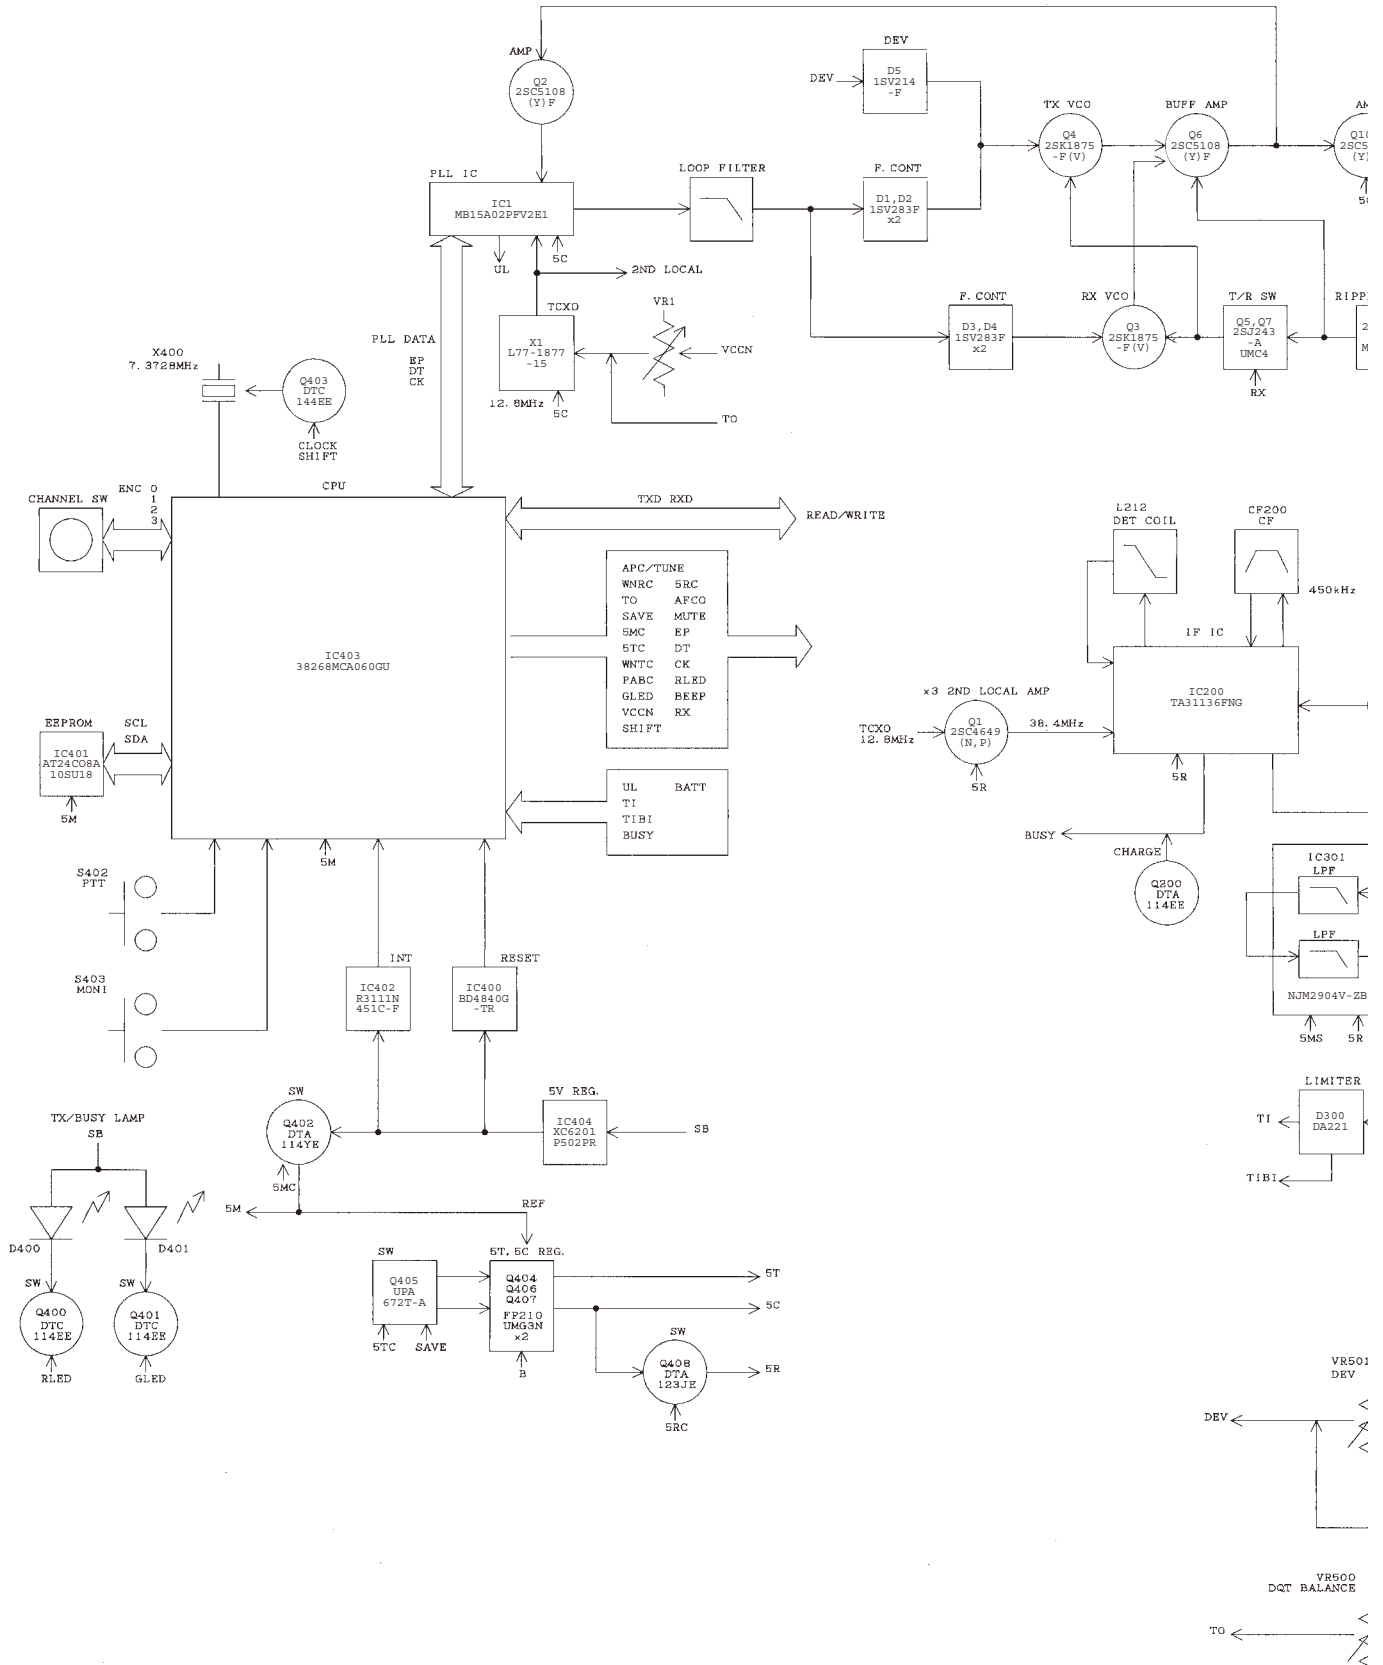 DEV
AMP
D5
1SV214
-F
DEV
Q2
2SC5108
(Y)F
TX VCO
BUFF AMP
Q4
2SK1875
-F(V)
Q6
2SC5108
(Y)F
PLL IC
LOOP FILTER
F.CONT
IC1
MB15A02PFV2E1
D1,D2
1SV283F
x2
UL
5C
2ND LOCAL
TCXO
VR1
F.CONT
RX VCO
T/R SW
X1
L77-1877
-15
PLL DATA
EP
DT
CK
VCCN
D3,D4
1SV283F
x2
Q3
2SK1875
-F(V)
Q5,Q7
2SJ243
-A
UMC4
X400
7.3728MHz
Q403
DTC
144EE
12.8MHz
5C
TO
RX
CLOCK
SHIFT
CPU
CHANNEL SW
ENC 0
1
2
3
TXD RXD
READ/WRITE
L212
DET COIL
CF200
CF
450kHz
APC/TUNE
WNRC 5RC
TO AFCO
SAVE MUTE
5MC EP
5TC DT
WNTC CK
PABC RLED
GLED BEEP
VCCN RX
SHIFT
IC403
38268MCA060GU
IF IC
IC200
TA31136FNG
x3 2ND LOCAL AMP
TCXO
12.8MHz
Q1
2SC4649
(N,P)
38.4MHz
5R
5R
EEPROM
SCL
SDA
IC401
AT24C08A
10SU18
5M
UL BATT
TI
TIBI
BUSY
5M
BUSY
CHARGE
Q200
DTA
114EE
IC301
LPF
LPF
NJM2904V-ZB
5MS
5R
S402
PTT
S403
MONI
INT
RESET
IC402
R3111N
451C-F
IC400
BD4840G
-TR
LIMITER
D300
DA221
TI
TIBI
SW
5V REG.
Q402
DTA
114YE
IC404
XC6201
P502PR
SB
5MC
TX/BUSY LAMP
SB
5M
REF
D400
D401
SW
SW
Q400
DTC
114EE
Q401
DTC
114EE
RLED
GLED
SW
5T,5C REG.
Q405
UPA
672T-A
Q404
Q406
Q407
FP210
UMG3N
x2
5T
5C
5TC
SAVE
B
SW
Q408
DTA
123JE
5R
5RC
VR501
DEV
DEV
VR500
DQT BALANCE
TO